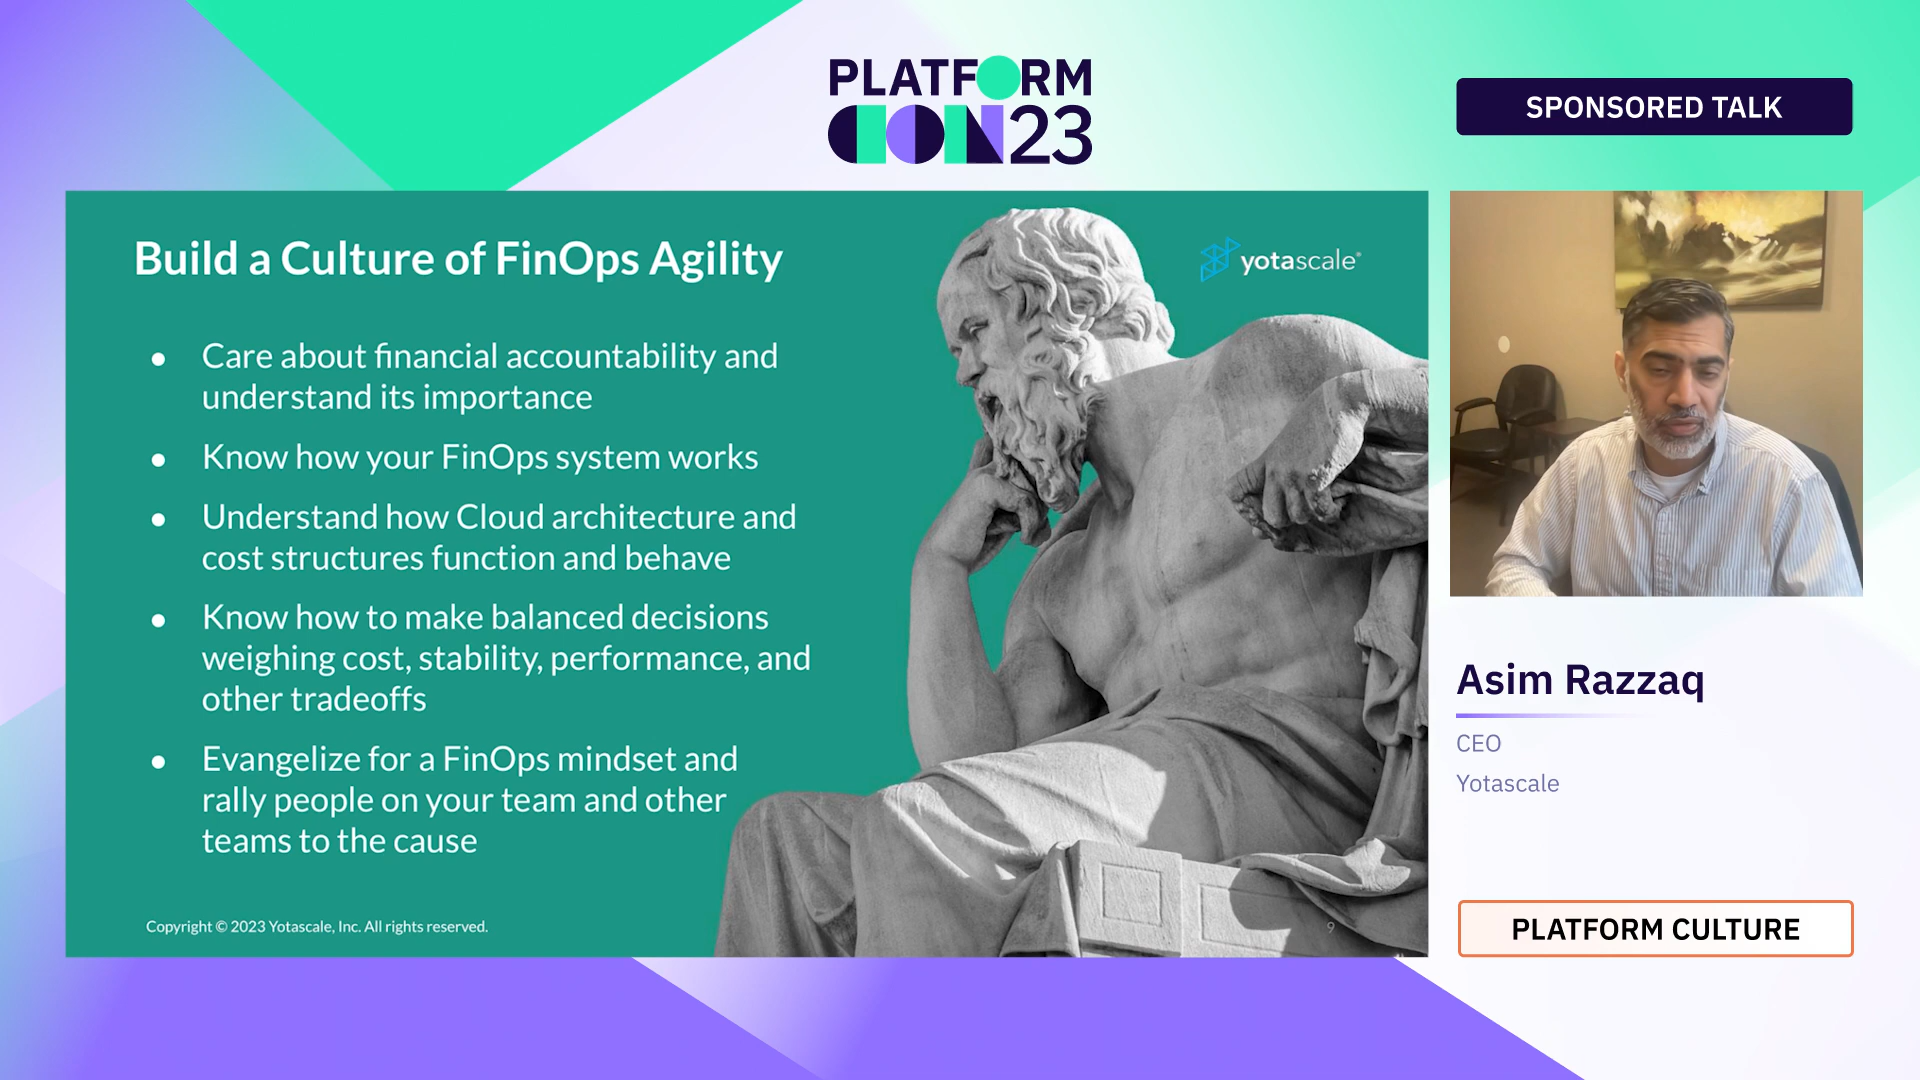 PLATFORM
CON23
SPONSORED TALK
Build a Culture of FinOps Agility
yotascale®
● Care about financial accountability and
understand its importance
● Know how your FinOps system works
● Understand how Cloud architecture and
cost structures function and behave
● Know how to make balanced decisions
weighing cost, stability, performance, and
other tradeoffs
● Evangelize for a FinOps mindset and
rally people on your team and other
teams to the cause
Copyright © 2023 Yotascale, Inc. All rights reserved.
9
Asim Razzaq
CEO
Yotascale
PLATFORM CULTURE